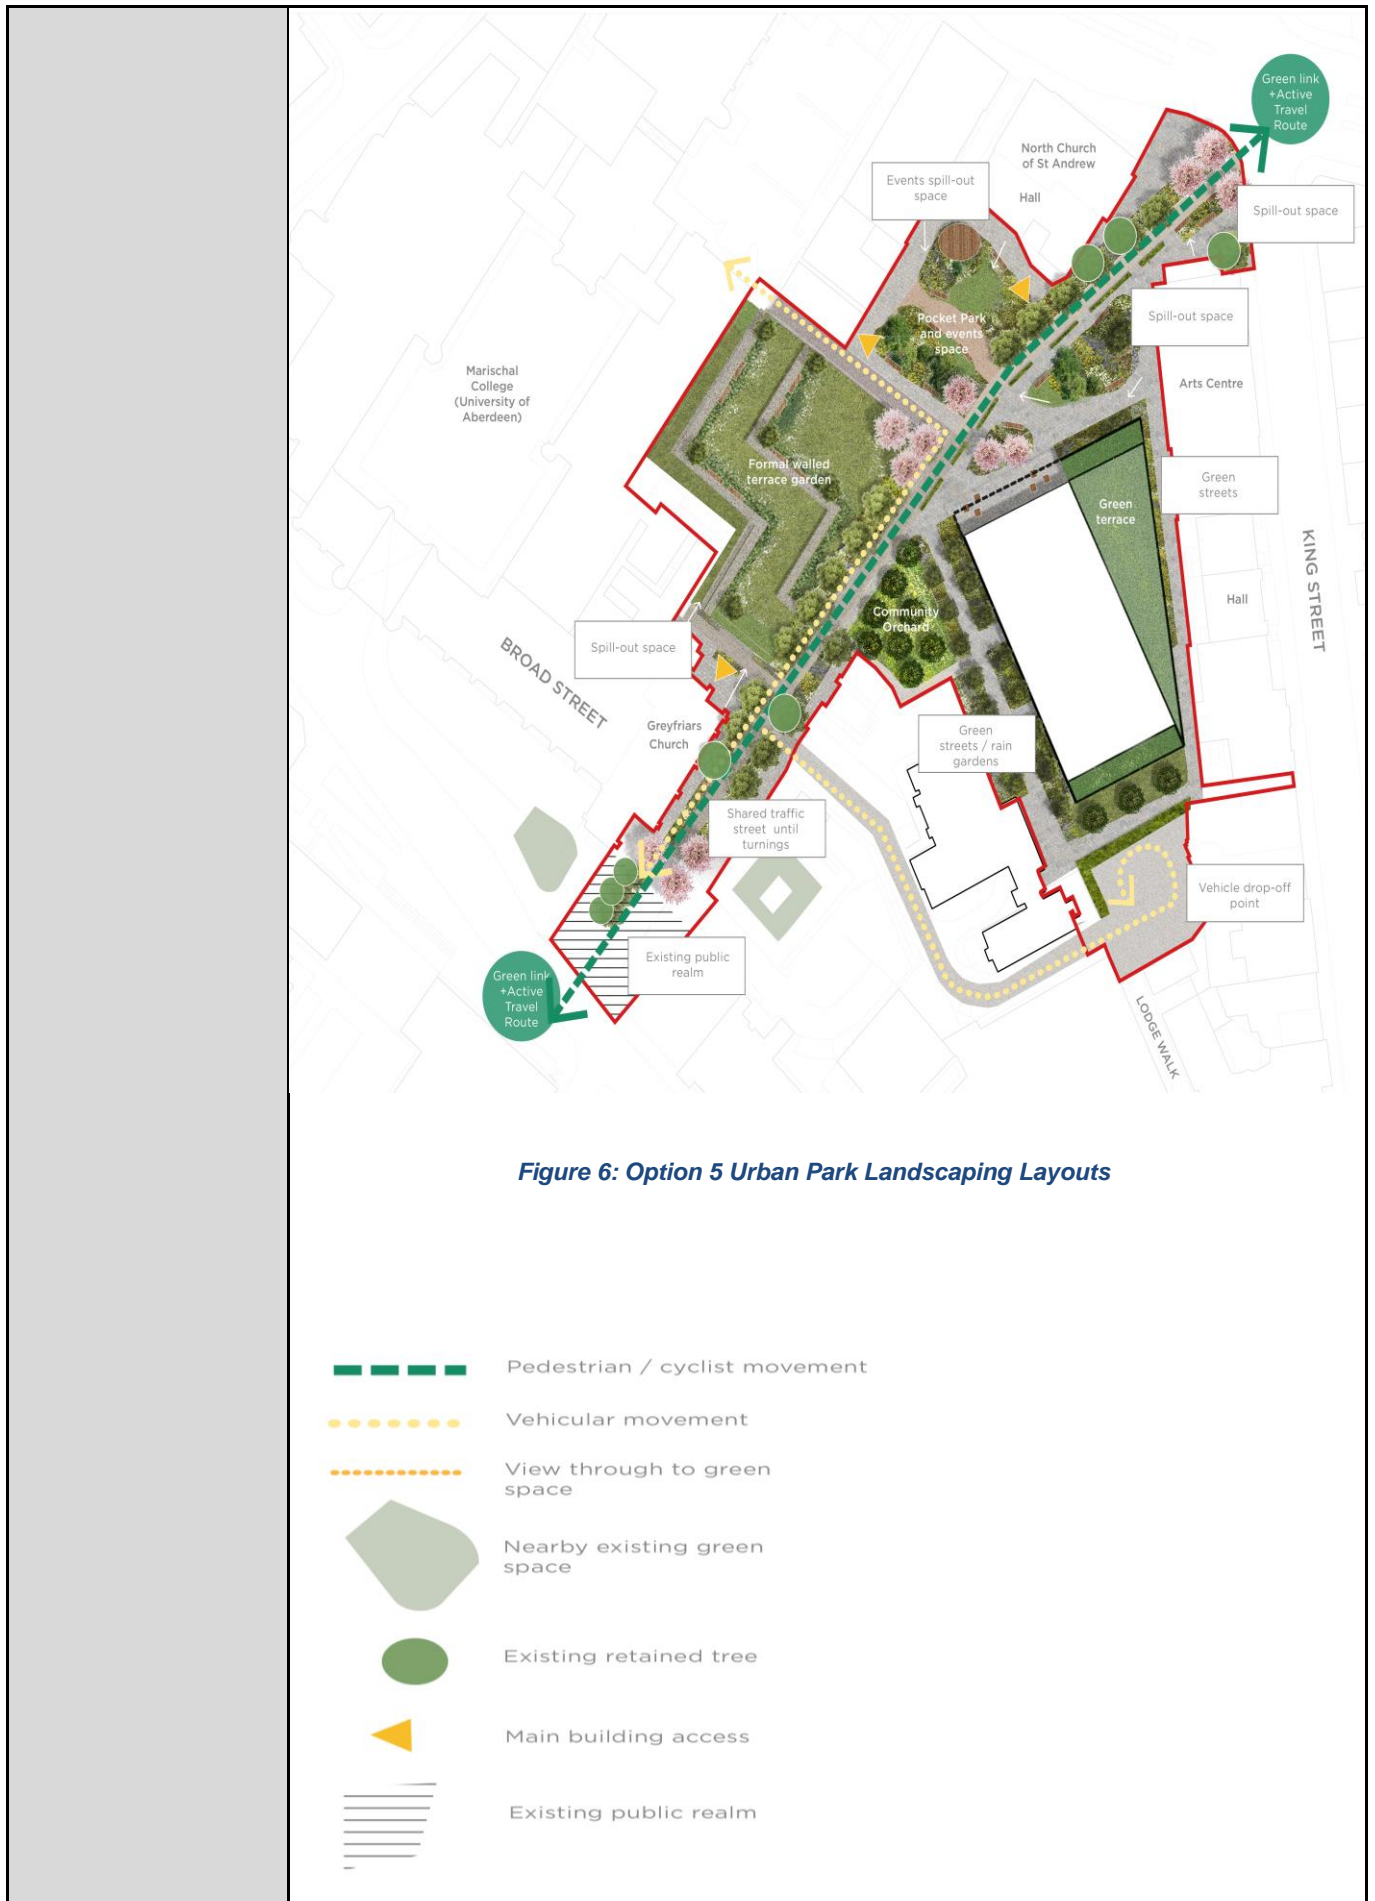 Green link
+Active
Travel
Route
North Church
of St Andrew
Hall
Events spill-out
space
Spill-out space
Pocket Park
and events
space
Spill-out space
Marischal
College
(University of
Aberdeen)
Arts Centre
Formal walled
terrace garden
Green
streets
Green
terrace
KING STREET
Hall
Community
Orchard
Spill-out space
BROAD STREET
Greyfriars
Church
Green
streets / rain
gardens
Shared traffic
street until
turnings
Vehicle drop-off
point
Existing public
realm
Green link
+Active
Travel
Route
LODGE WALK
Figure 6: Option 5 Urban Park Landscaping Layouts
Pedestrian / cyclist movement
Vehicular movement
View through to green
space
Nearby existing green
space
Existing retained tree
Main building access
Existing public realm